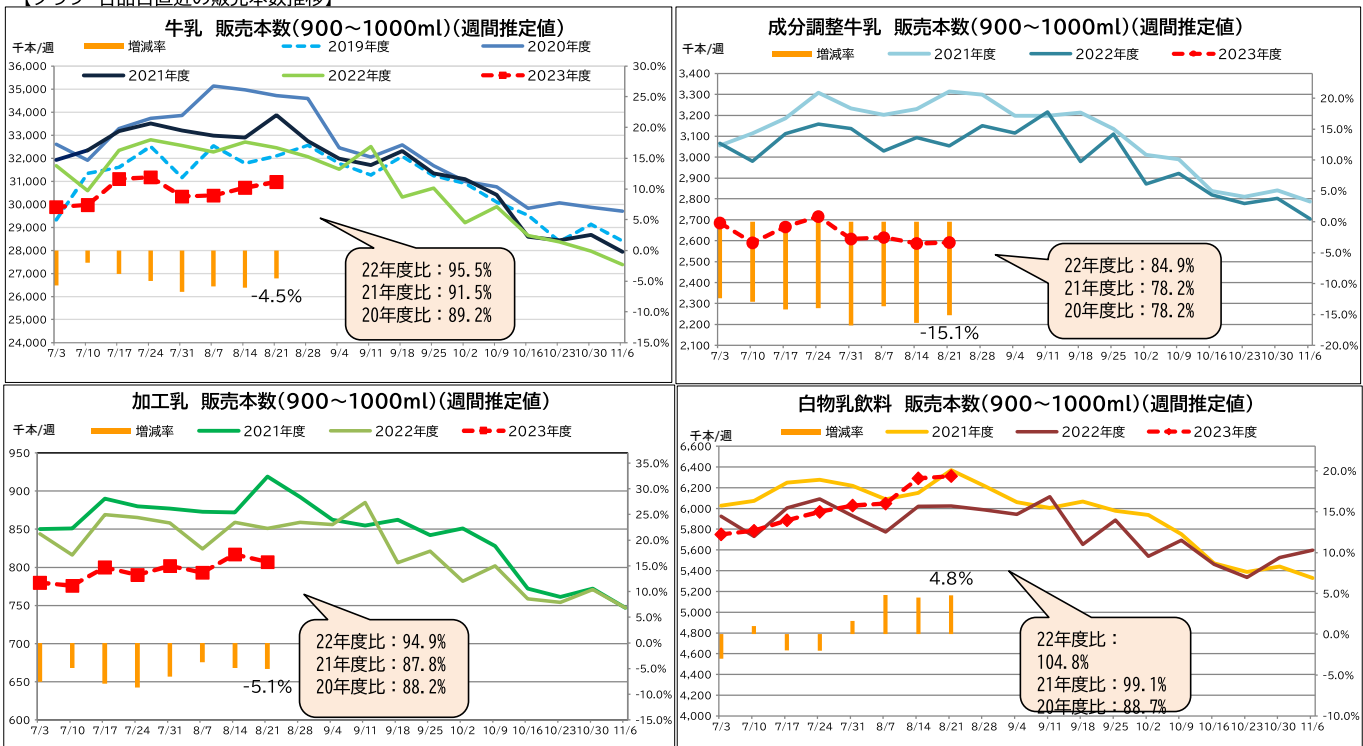 【グラフ 各品目直近の販売本数推移】
牛乳 販売本数(900～1000ml)(週間推定値)
千本/週
増減率
2019年度
2020年度
2021年度
2022年度
2023年度
36,000
35,000
34,000
33,000
32,000
31,000
30,000
29,000
28,000
27,000
26,000
25,000
24,000
30.0%
25.0%
20.0%
15.0%
10.0%
5.0%
0.0%
-5.0%
-10.0%
-15.0%
-4.5%
22年度比：95.5%
21年度比：91.5%
20年度比：89.2%
7/3 7/10 7/17 7/24 7/31 8/7 8/14 8/21 8/28 9/4 9/11 9/18 9/25 10/2 10/9 10/16 10/23 10/30 11/6
成分調整牛乳 販売本数(900～1000ml)(週間推定値)
千本/週
増減率
2021年度
2022年度
2023年度
3,400
3,300
3,200
3,100
3,000
2,900
2,800
2,700
2,600
2,500
2,400
2,300
2,200
2,100
20.0%
15.0%
10.0%
5.0%
0.0%
-5.0%
-10.0%
-15.0%
-20.0%
-15.1%
22年度比：84.9%
21年度比：78.2%
20年度比：78.2%
7/3 7/10 7/17 7/24 7/31 8/7 8/14 8/21 8/28 9/4 9/11 9/18 9/25 10/2 10/9 10/16 10/23 10/30 11/6
加工乳 販売本数(900～1000ml)(週間推定値)
千本/週
増減率
2021年度
2022年度
2023年度
950
900
850
800
750
700
650
600
35.0%
30.0%
25.0%
20.0%
15.0%
10.0%
5.0%
0.0%
-5.0%
-10.0%
-15.0%
-5.1%
22年度比：94.9%
21年度比：87.8%
20年度比：88.2%
7/3 7/10 7/17 7/24 7/31 8/7 8/14 8/21 8/28 9/4 9/11 9/18 9/25 10/2 10/9 10/16 10/23 10/30 11/6
白物乳飲料 販売本数(900～1000ml)(週間推定値)
千本/週
増減率
2021年度
2022年度
2023年度
6,600
6,400
6,200
6,000
5,800
5,600
5,400
5,200
5,000
4,800
4,600
4,400
4,200
4,000
20.0%
15.0%
10.0%
5.0%
0.0%
-5.0%
-10.0%
4.8%
22年度比：
104.8%
21年度比：99.1%
20年度比：88.7%
7/3 7/10 7/17 7/24 7/31 8/7 8/14 8/21 8/28 9/4 9/11 9/18 9/25 10/2 10/9 10/16 10/23 10/30 11/6